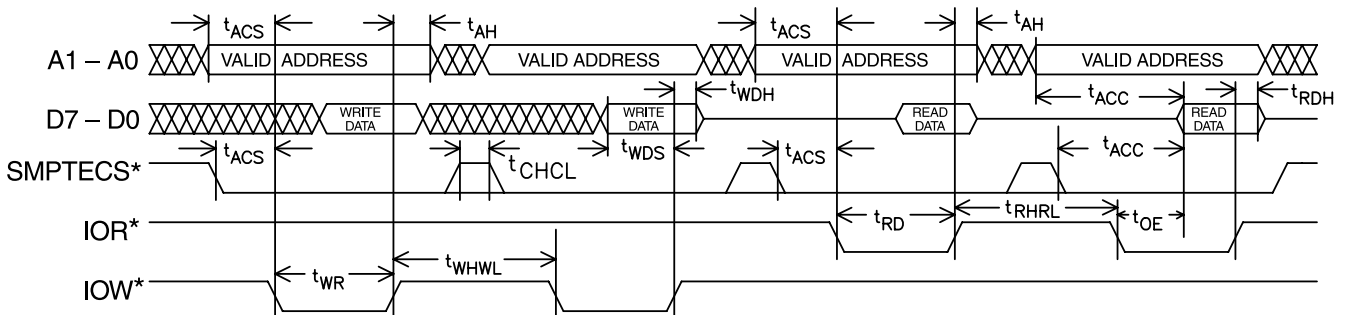 tACS tAH tACS tAH
A1 – A0 VALID ADDRESS VALID ADDRESS VALID ADDRESS VALID ADDRESS
tWDH tACC tRDH
D7 – D0 WRITE DATA WRITE DATA READ DATA READ DATA
tACS tCHCL tWDS tACS tACC
SMPTECS*
IOR* tRD tRHRL tOE
IOW* tWR tWHWL